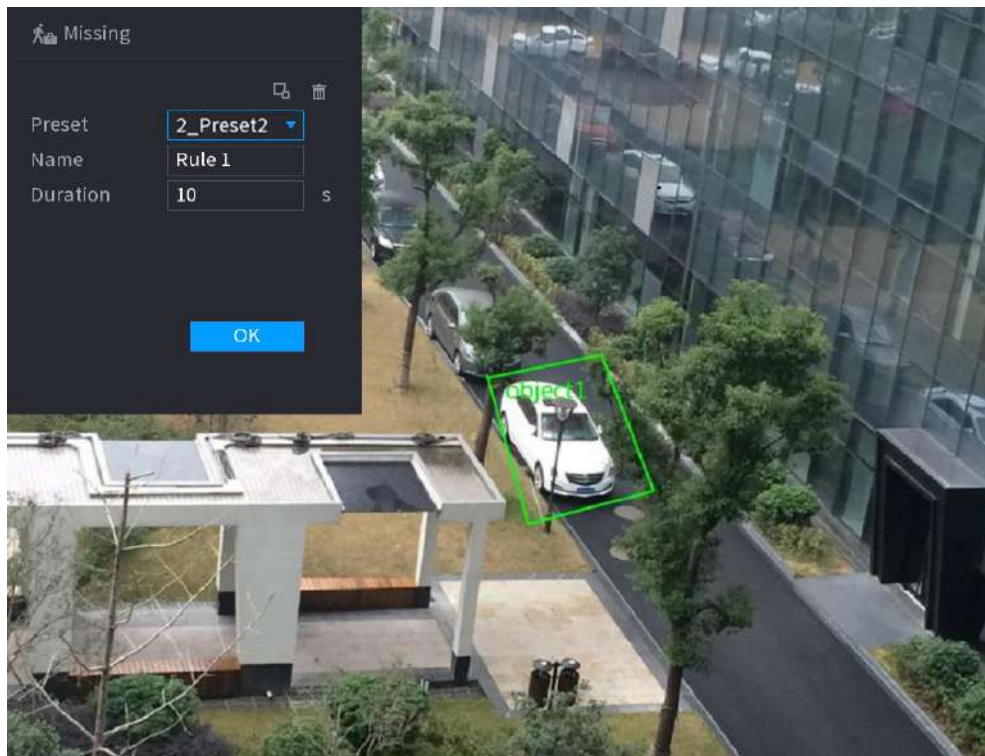 Missing
Preset 2_Preset2
Name Rule 1
Duration 10 s
OK
object1